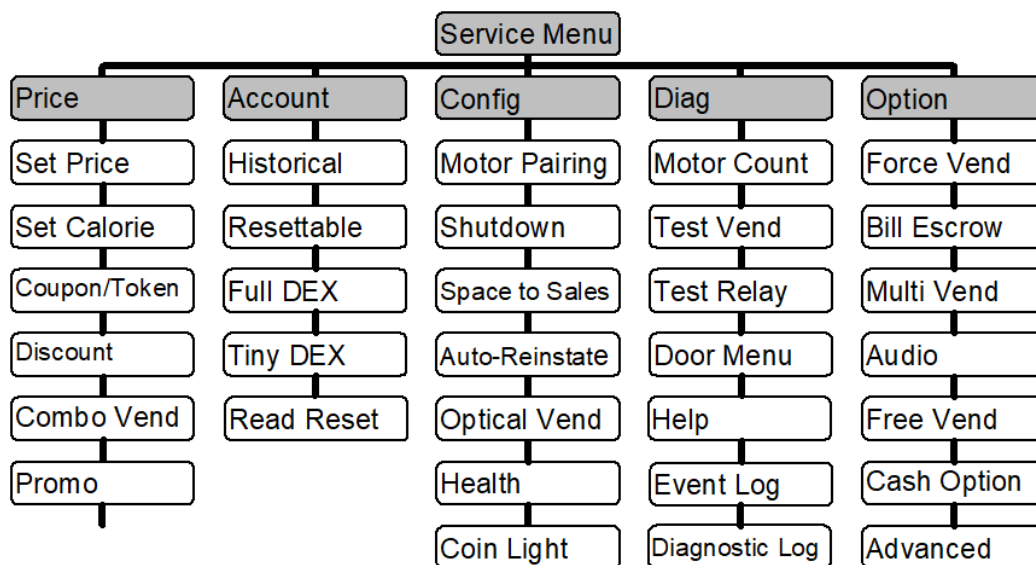 Service Menu
Price
Account
Config
Diag
Option
Set Price
Historical
Motor Pairing
Motor Count
Force Vend
Set Calorie
Resettable
Shutdown
Test Vend
Bill Escrow
Coupon/Token
Full DEX
Space to Sales
Test Relay
Multi Vend
Discount
Tiny DEX
Auto-Reinstate
Door Menu
Audio
Combo Vend
Read Reset
Optical Vend
Help
Free Vend
Promo
Health
Event Log
Cash Option
Coin Light
Diagnostic Log
Advanced